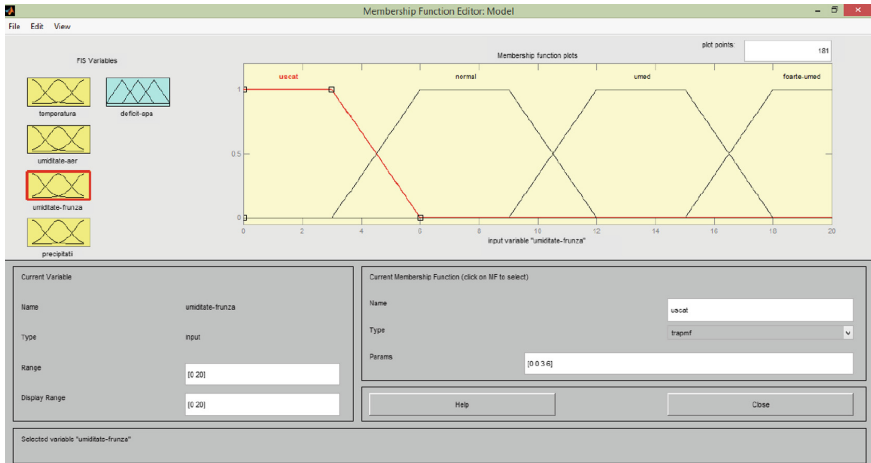 Membership Function Editor: Model
File Edit View
FIS Variables
temperatura
deficit-apa
umiditate-aer
umiditate-frunza
precipitatii
plot points:
181
Membership function plots
uscat normal umed foarte-umed
1
0.5
0
0 2 4 6 8 10 12 14 16 18 20
input variable "umiditate-frunza"
Current Variable
Name umiditate-frunza
Type input
Range [0 20]
Display Range [0 20]
Current Membership Function (click on MF to select)
Name uscat
Type trapmf
Params [0 0 3 6]
Help Close
Selected variable "umiditate-frunza"